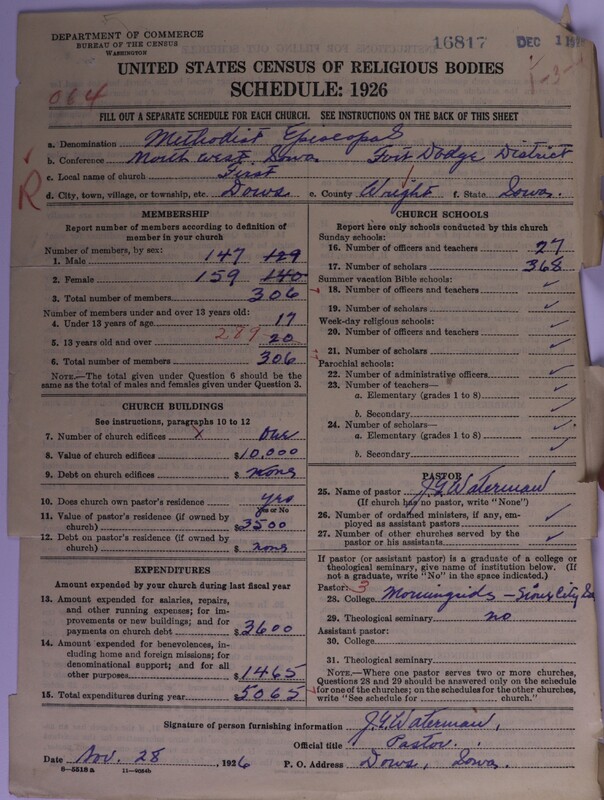 DEPARTMENT OF COMMERCE
BUREAU OF THE CENSUS
WASHINGTON
16817 DEC 1
UNITED STATES CENSUS OF RELIGIOUS BODIES
SCHEDULE: 1926
064
FILL OUT A SEPARATE SCHEDULE FOR EACH CHURCH. SEE INSTRUCTIONS ON THE BACK OF THIS SHEET
a. Denomination Methodist Episcopal
b. Conference North west Iowa Fort Dodge District
c. Local name of church First
R
d. City, town, village, or township, etc. Dows e. County Wright f. State Iowa.
MEMBERSHIP
Report number of members according to definition of
member in your church
Number of members, by sex:
1. Male 147 129
2. Female 159 140
3. Total number of members 306
Number of members under and over 13 years old:
4. Under 13 years of age 17
5. 13 years old and over 289 20
6. Total number of members 306
NOTE.—The total given under Question 6 should be the
same as the total of males and females given under Question 3.
CHURCH BUILDINGS
See instructions, paragraphs 10 to 12
7. Number of church edifices x One
8. Value of church edifices $10,000
9. Debt on church edifices $ none
10. Does church own pastor's residence yes
Yes or No
11. Value of pastor's residence (if owned by
church) $3500
12. Debt on pastor's residence (if owned by
church) $ none
EXPENDITURES
Amount expended by your church during last fiscal year
13. Amount expended for salaries, repairs,
and other running expenses; for im-
provements or new buildings; and for
payments on church debt $3600
14. Amount expended for benevolences, in-
cluding home and foreign missions; for
denominational support; and for all
other purposes $1465
15. Total expenditures during year $5065
CHURCH SCHOOLS
Report here only schools conducted by this church
Sunday schools:
16. Number of officers and teachers 27
17. Number of scholars 368
Summer vacation Bible schools:
18. Number of officers and teachers ✓
19. Number of scholars ✓
Week-day religious schools:
20. Number of officers and teachers ✓
21. Number of scholars ✓
Parochial schools:
22. Number of administrative officers ✓
23. Number of teachers—
a. Elementary (grades 1 to 8) ✓
b. Secondary ✓
24. Number of scholars—
a. Elementary (grades 1 to 8) ✓
b. Secondary ✓
PASTOR
25. Name of pastor J.G. Waterman
(If church has no pastor, write "None")
26. Number of ordained ministers, if any, em-
ployed as assistant pastors ✓
27. Number of other churches served by the
pastor or his assistants ✓
If pastor (or assistant pastor) is a graduate of a college or
theological seminary, give name of institution below. (If
not a graduate, write "No" in the space indicated.)
Pastor: 3
28. College Morningside — Sioux City
29. Theological seminary no
Assistant pastor:
30. College
31. Theological seminary
NOTE.—Where one pastor serves two or more churches,
Questions 28 and 29 should be answered only on the schedule
for one of the churches; on the schedules for the other churches,
write "See schedule for church."
Signature of person furnishing information J.G. Waterman,
Official title Pastor.
Date Nov. 28, 1926 P. O. Address Dows, Iowa.
6—5518 a